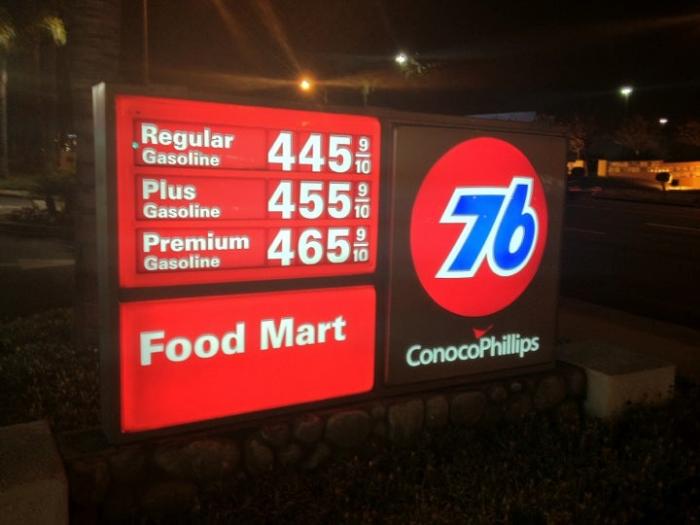 Regular
Gasoline 445 9/10
Plus
Gasoline 455 9/10
Premium
Gasoline 465 9/10
Food Mart
76
ConocoPhillips